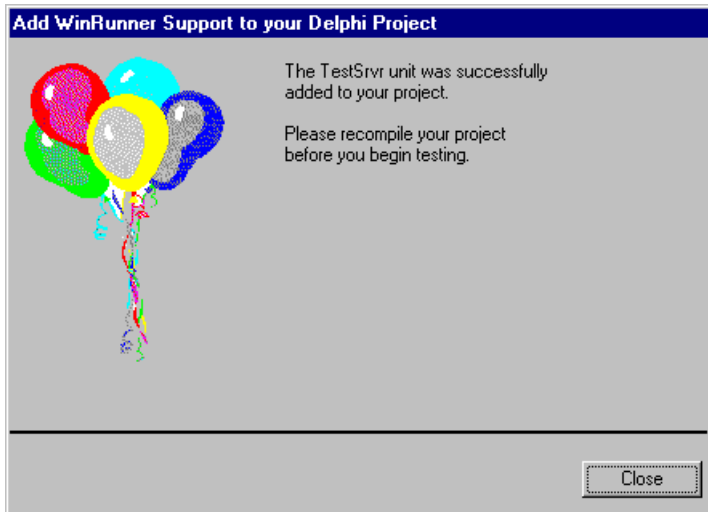 Add WinRunner Support to your Delphi Project
The TestSrvr unit was successfully
added to your project.
Please recompile your project
before you begin testing.
Close